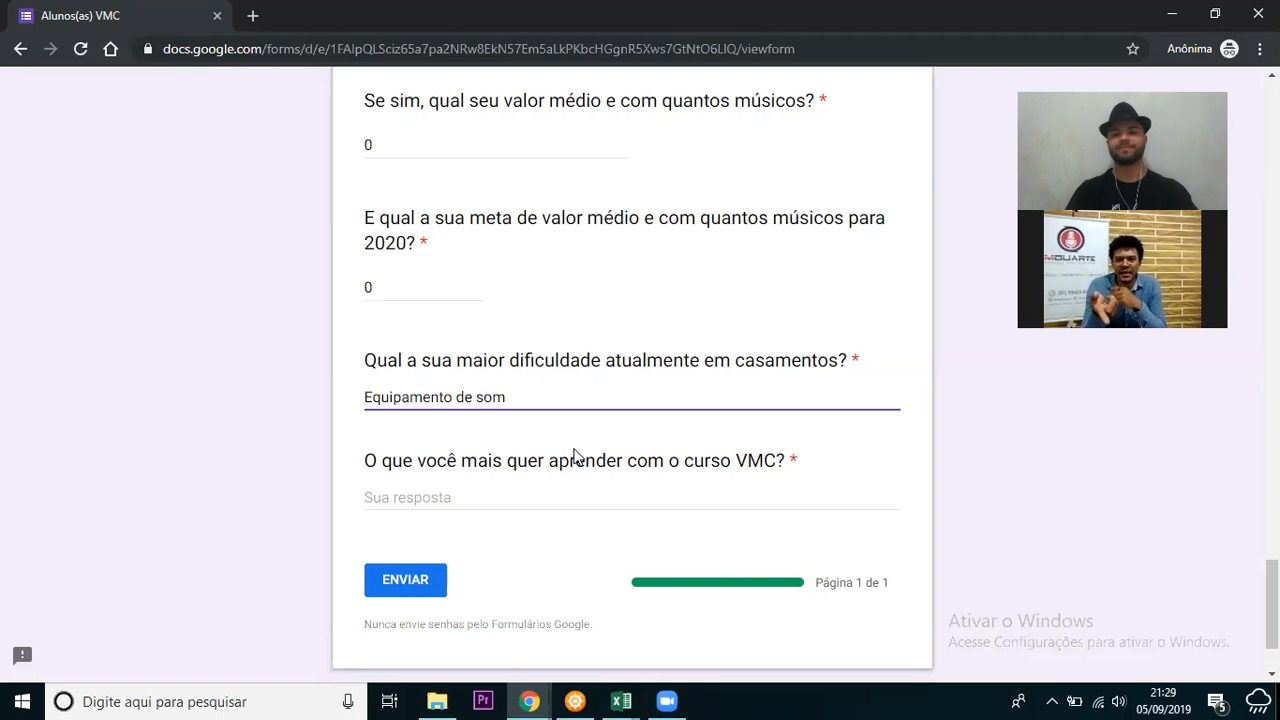 Alunos(as) VMC
docs.google.com/forms/d/e/1FAIpQLSciz65a7pa2NRw8EkN57Em5aLkPKbcHGgnR5Xws7GtNtO6LIQ/viewform
Anônima
Se sim, qual seu valor médio e com quantos músicos? *
0
E qual a sua meta de valor médio e com quantos músicos para
2020? *
0
Qual a sua maior dificuldade atualmente em casamentos? *
Equipamento de som
O que você mais quer aprender com o curso VMC? *
Sua resposta
ENVIAR
Página 1 de 1
Nunca envie senhas pelo Formulários Google.
Ativar o Windows
Acesse Configurações para ativar o Windows.
Digite aqui para pesquisar
Pr
21:29
05/09/2019
5